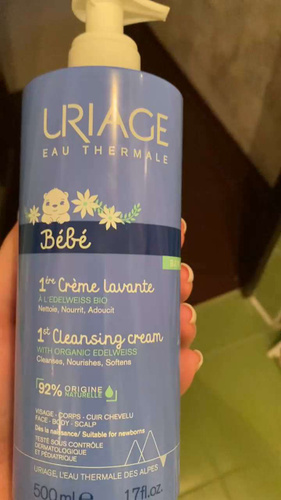 URIAGE
EAU THERMALE
Bébé
1ère Crème lavante
À L'EDELWEISS BIO
Nettoie, Nourrit, Adoucit
1st Cleansing cream
WITH ORGANIC EDELWEISS
Cleanses, Nourishes, Softens
92% ORIGINE NATURELLE
VISAGE - CORPS - CUIR CHEVELU
FACE - BODY - SCALP
Dès la naissance/ Suitable for newborns
TESTÉ SOUS CONTRÔLE
DERMATOLOGIQUE
ET PÉDIATRIQUE
URIAGE, L'EAU THERMALE DES ALPES
500 ml e 17fl.oz.